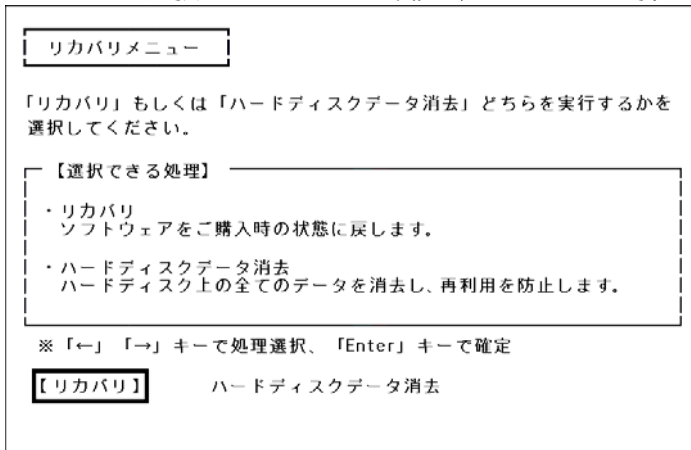 リカバリメニュー
「リカバリ」もしくは「ハードディスクデータ消去」どちらを実行するかを
選択してください。
【選択できる処理】
・リカバリ
ソフトウェアをご購入時の状態に戻します。
・ハードディスクデータ消去
ハードディスク上の全てのデータを消去し、再利用を防止します。
※「←」「→」キーで処理選択、「Enter」キーで確定
【リカバリ】 ハードディスクデータ消去